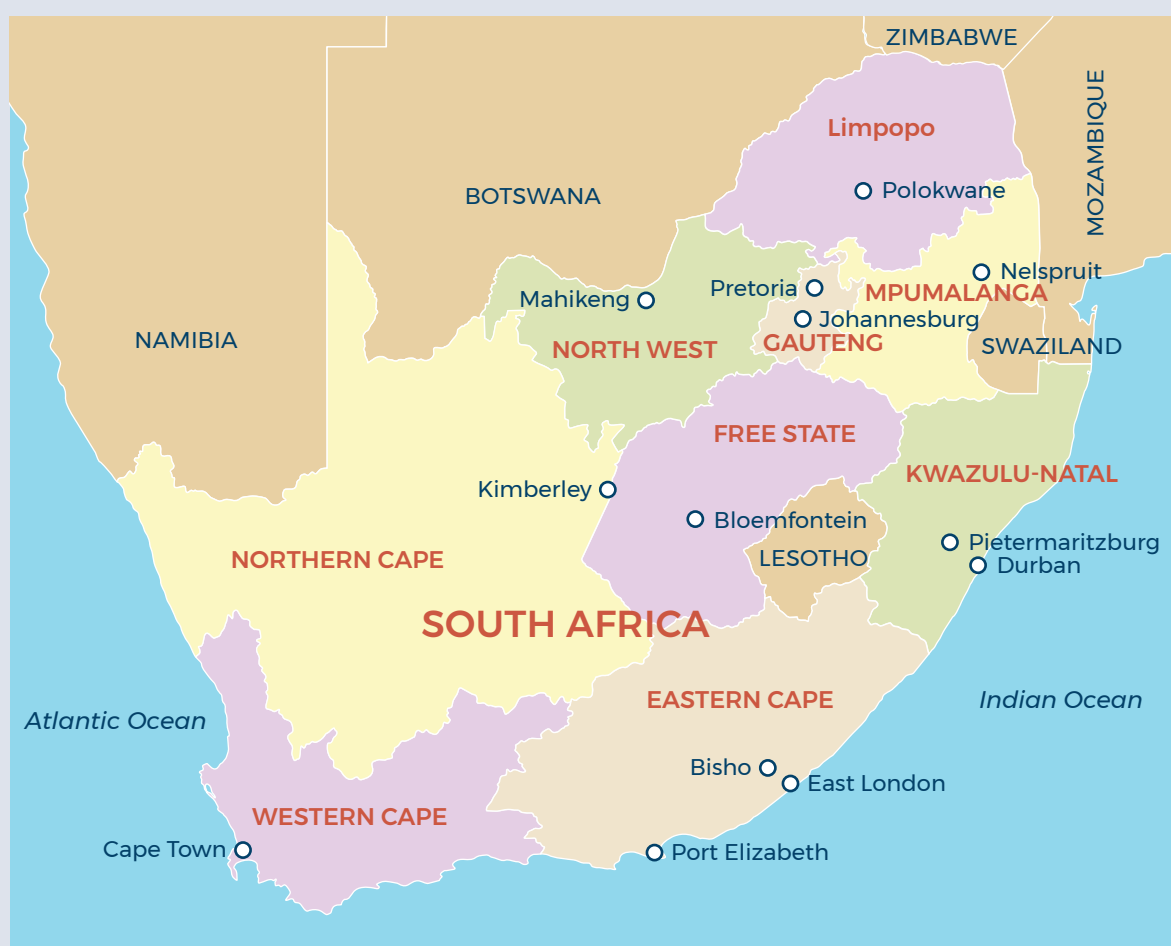 ZIMBABWE
MOZAMBIQUE
Limpopo
Polokwane
BOTSWANA
Nelspruit
Pretoria
MPUMALANGA
Mahikeng
Johannesburg
NAMIBIA
GAUTENG
SWAZILAND
NORTH WEST
FREE STATE
KWAZULU-NATAL
Kimberley
Bloemfontein
Pietermaritzburg
LESOTHO
NORTHERN CAPE
Durban
SOUTH AFRICA
EASTERN CAPE
Indian Ocean
Atlantic Ocean
Bisho
East London
WESTERN CAPE
Cape Town
Port Elizabeth